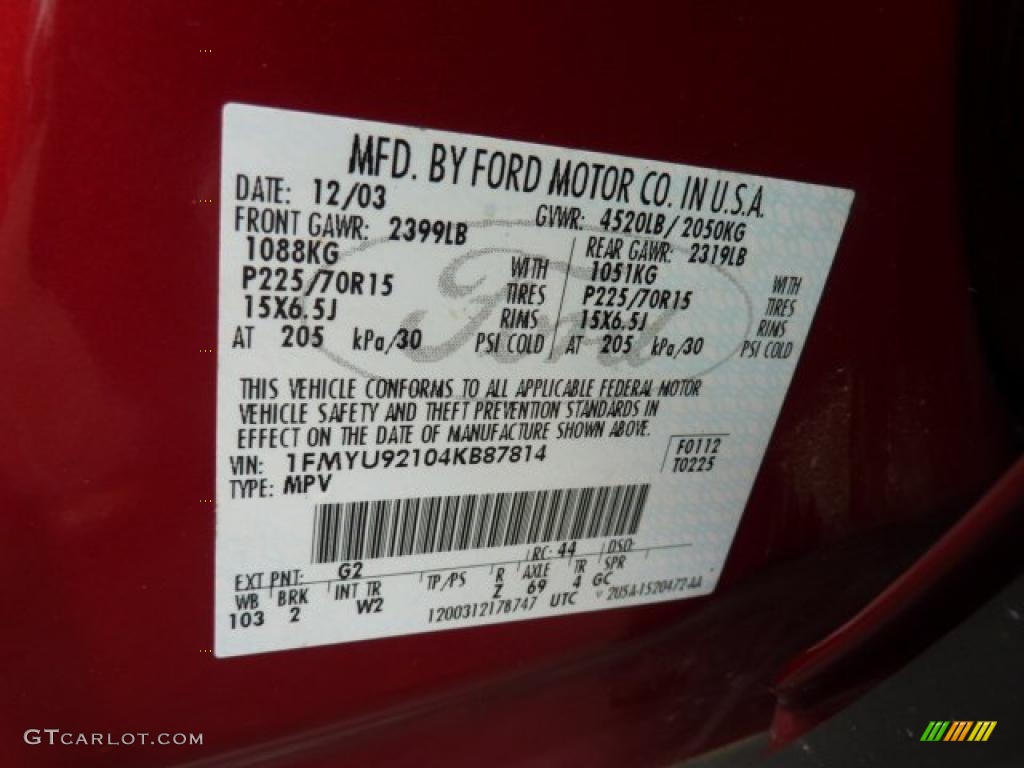 MFD. BY FORD MOTOR CO. IN U.S.A.
DATE: 12/03 GVWR: 4520LB/2050KG
FRONT GAWR: 2399LB REAR GAWR: 2319LB
1088KG WITH 1051KG WITH
P225/70R15 TIRES P225/70R15 TIRES
15X6.5J RIMS 15X6.5J RIMS
AT 205 kPa/30 PSI COLD AT 205 kPa/30 PSI COLD
Ford
THIS VEHICLE CONFORMS TO ALL APPLICABLE FEDERAL MOTOR
VEHICLE SAFETY AND THEFT PREVENTION STANDARDS IN
EFFECT ON THE DATE OF MANUFACTURE SHOWN ABOVE.
VIN: 1FMYU92104KB87814 F0112
TYPE: MPV T0225
EXT PNT: G2 RC: 44 DSO:
WB BRK INT TR TP/PS R AXLE TR SPR
103 2 W2 Z 69 4 GC
1200312178747 UTC 2U5A-1520472-AA
GTCARLOT.COM